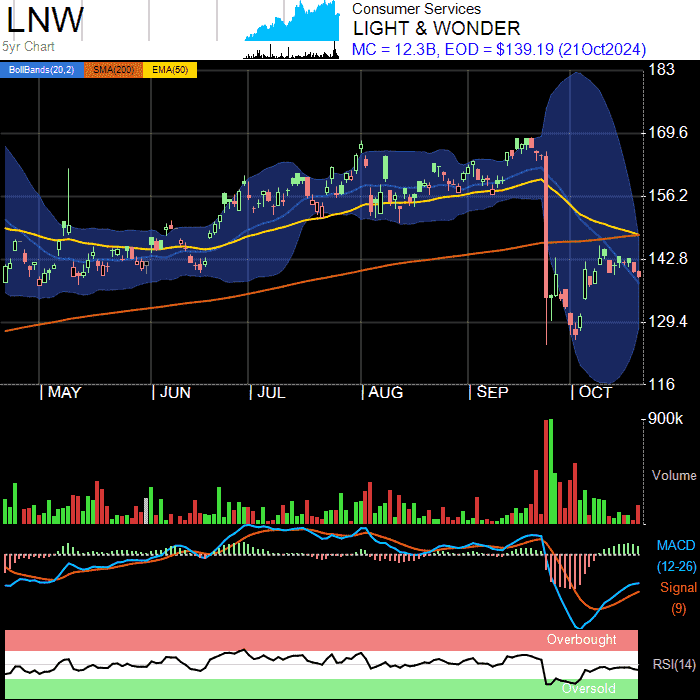 LNW
5yr Chart
Consumer Services
LIGHT & WONDER
MC = 12.3B, EOD = $139.19 (21Oct2024)
BollBands(20,2) SMA(200) EMA(50)
183
169.6
156.2
142.8
129.4
116
MAY JUN JUL AUG SEP OCT
900k
Volume
MACD
(12-26)
Signal
(9)
Overbought
RSI(14)
Oversold